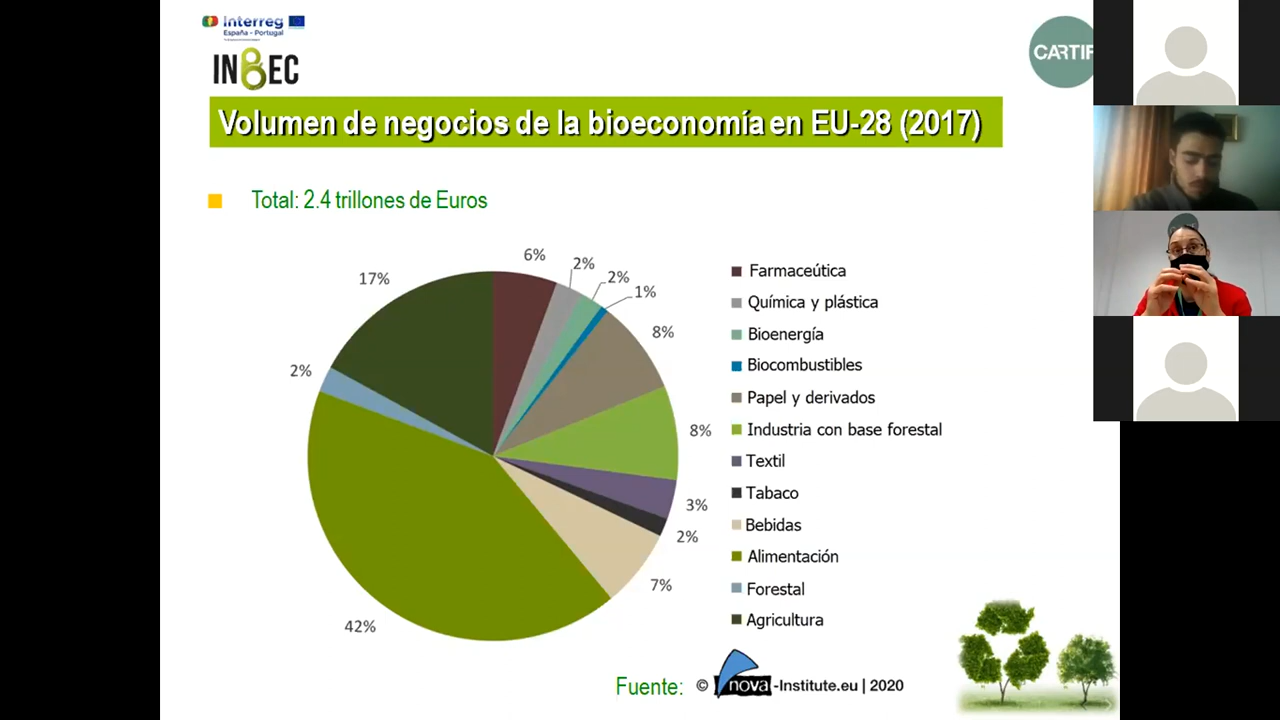 Interreg
España - Portugal
INBEC
CARTIF
Volumen de negocios de la bioeconomía en EU-28 (2017)
Total: 2.4 trillones de Euros
6%
2%
2%
1%
17%
8%
2%
8%
3%
2%
7%
42%
Farmaceútica
Química y plástica
Bioenergía
Biocombustibles
Papel y derivados
Industria con base forestal
Textil
Tabaco
Bebidas
Alimentación
Forestal
Agricultura
Fuente: © nova-Institute.eu | 2020